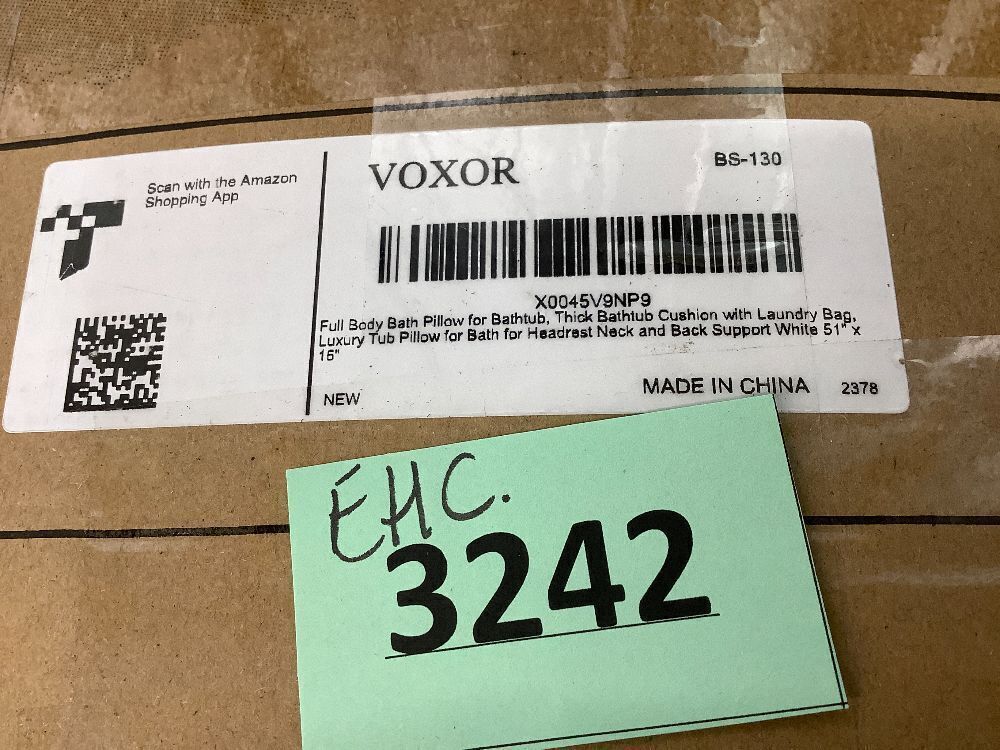 Scan with the Amazon
Shopping App
VOXOR
BS-130
X0045V9NP9
Full Body Bath Pillow for Bathtub, Thick Bathtub Cushion with Laundry Bag,
Luxury Tub Pillow for Bath for Headrest Neck and Back Support White 51" x
16"
NEW
MADE IN CHINA
2378
EHC.
3242